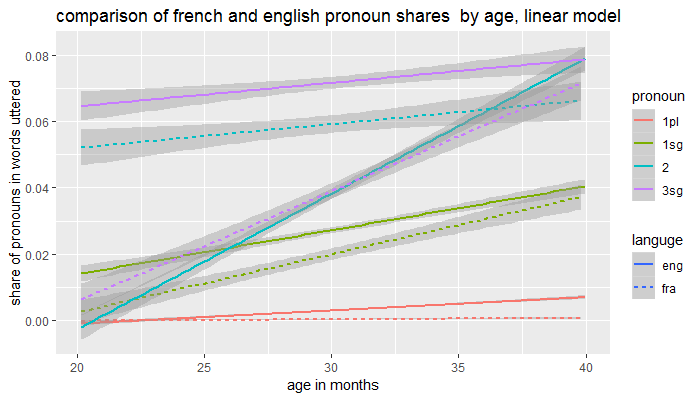 comparison of french and english pronoun shares  by age, linear model
share of pronouns in words uttered
0.08
0.06
0.04
0.02
0.00
20
25
30
35
40
age in months
pronoun
1pl
1sg
2
3sg
languge
eng
fra